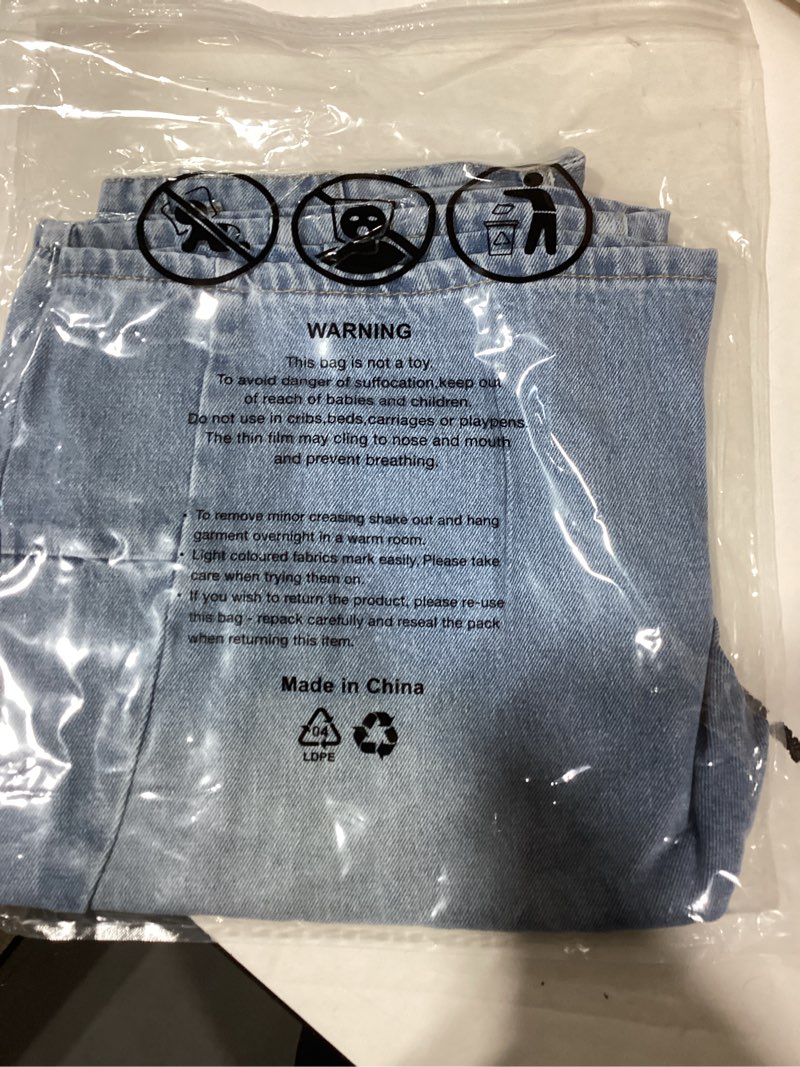 WARNING
This bag is not a toy.
To avoid danger of suffocation,keep out
of reach of babies and children.
Do not use in cribs,beds,carriages or playpens.
The thin film may cling to nose and mouth
and prevent breathing.
• To remove minor creasing shake out and hang
garment overnight in a warm room.
• Light coloured fabrics mark easily, Please take
care when trying them on.
• If you wish to return the product, please re-use
this bag - repack carefully and reseal the pack
when returning this item.
Made in China
04
LDPE